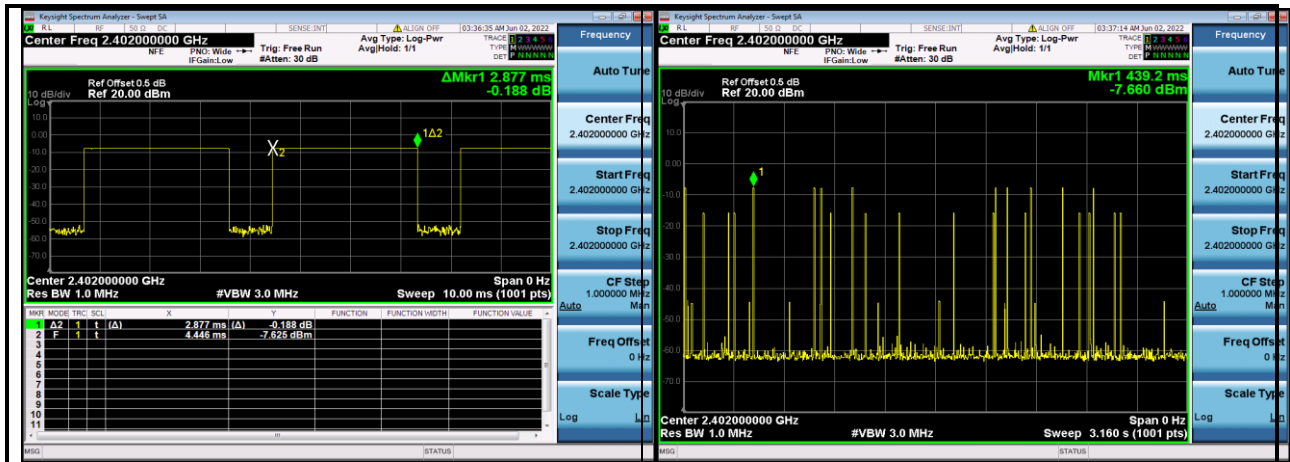 Keysight Spectrum Analyzer - Swept SA
RL RF 50 Ω DC SENSE:INT ALIGN OFF 03:36:35 AM Jun 02, 2022
Center Freq 2.402000000 GHz
NFE PNO: Wide Trig: Free Run
IFGain:Low #Atten: 30 dB
Avg Type: Log-Pwr
Avg|Hold: 1/1
TRACE 1 2 3 4 5 6
TYPE M WWWWW
DET P N N N N N
Ref Offset 0.5 dB
10 dB/div Ref 20.00 dBm
ΔMkr1 2.877 ms
-0.188 dB
Log
10.0
0.00
-10.0
-20.0
-30.0
-40.0
-50.0
-60.0
-70.0
X2
1Δ2
Center 2.402000000 GHz Span 0 Hz
Res BW 1.0 MHz #VBW 3.0 MHz Sweep 10.00 ms (1001 pts)
MKR MODE TRC SCL X Y FUNCTION FUNCTION WIDTH FUNCTION VALUE
1 Δ2 1 t (Δ) 2.877 ms (Δ) -0.188 dB
2 F 1 t 4.446 ms -7.625 dBm
3
4
5
6
7
8
9
10
11
MSG STATUS
Frequency
Auto Tune
Center Freq
2.402000000 GHz
Start Freq
2.402000000 GHz
Stop Freq
2.402000000 GHz
CF Step
1.000000 MHz
Auto Man
Freq Offset
0 Hz
Scale Type
Log Lin
Keysight Spectrum Analyzer - Swept SA
RL RF 50 Ω DC SENSE:INT ALIGN OFF 03:37:14 AM Jun 02, 2022
Center Freq 2.402000000 GHz
NFE PNO: Wide Trig: Free Run
IFGain:Low #Atten: 30 dB
Avg Type: Log-Pwr
Avg|Hold: 1/1
TRACE 1 2 3 4 5 6
TYPE M WWWWW
DET P N N N N N
Ref Offset 0.5 dB
10 dB/div Ref 20.00 dBm
Mkr1 439.2 ms
-7.660 dBm
Log
10.0
0.00
-10.0
-20.0
-30.0
-40.0
-50.0
-60.0
-70.0
1
Center 2.402000000 GHz Span 0 Hz
Res BW 1.0 MHz #VBW 3.0 MHz Sweep 3.160 s (1001 pts)
MSG STATUS
Frequency
Auto Tune
Center Freq
2.402000000 GHz
Start Freq
2.402000000 GHz
Stop Freq
2.402000000 GHz
CF Step
1.000000 MHz
Auto Man
Freq Offset
0 Hz
Scale Type
Log Lin